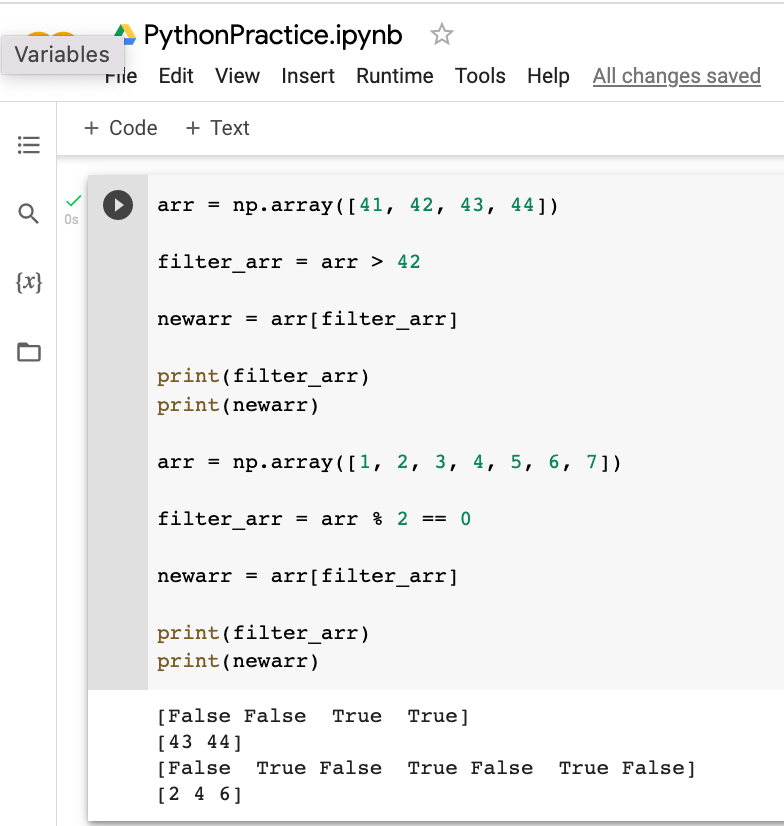 PythonPractice.ipynb
Variables
File Edit View Insert Runtime Tools Help All changes saved
+ Code + Text
{x}
0s
arr = np.array([41, 42, 43, 44])
filter_arr = arr > 42
newarr = arr[filter_arr]
print(filter_arr)
print(newarr)
arr = np.array([1, 2, 3, 4, 5, 6, 7])
filter_arr = arr % 2 == 0
newarr = arr[filter_arr]
print(filter_arr)
print(newarr)
[False False  True  True]
[43 44]
[False  True False  True False  True False]
[2 4 6]